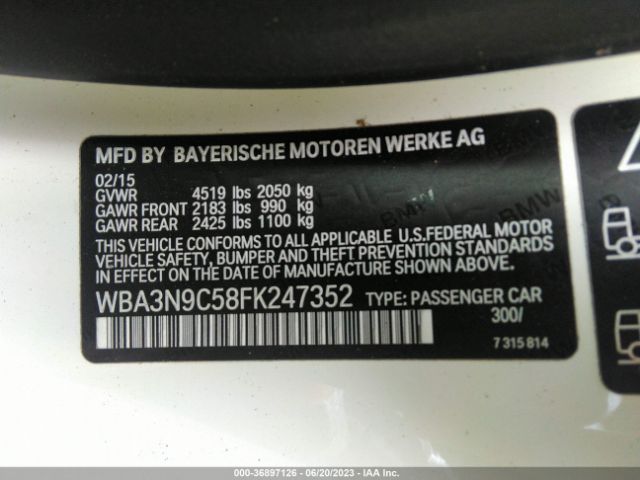 MFD BY BAYERISCHE MOTOREN WERKE AG
02/15
GVWR 4519 lbs 2050 kg
GAWR FRONT 2183 lbs 990 kg
GAWR REAR 2425 lbs 1100 kg
THIS VEHICLE CONFORMS TO ALL APPLICABLE U.S.FEDERAL MOTOR
VEHICLE SAFETY, BUMPER AND THEFT PREVENTION STANDARDS
IN EFFECT ON THE DATE OF MANUFACTURE SHOWN ABOVE.
WBA3N9C58FK247352 TYPE: PASSENGER CAR
300/
7 315 814
BMW
BMW
000-36897126 - 06/20/2023 - IAA Inc.